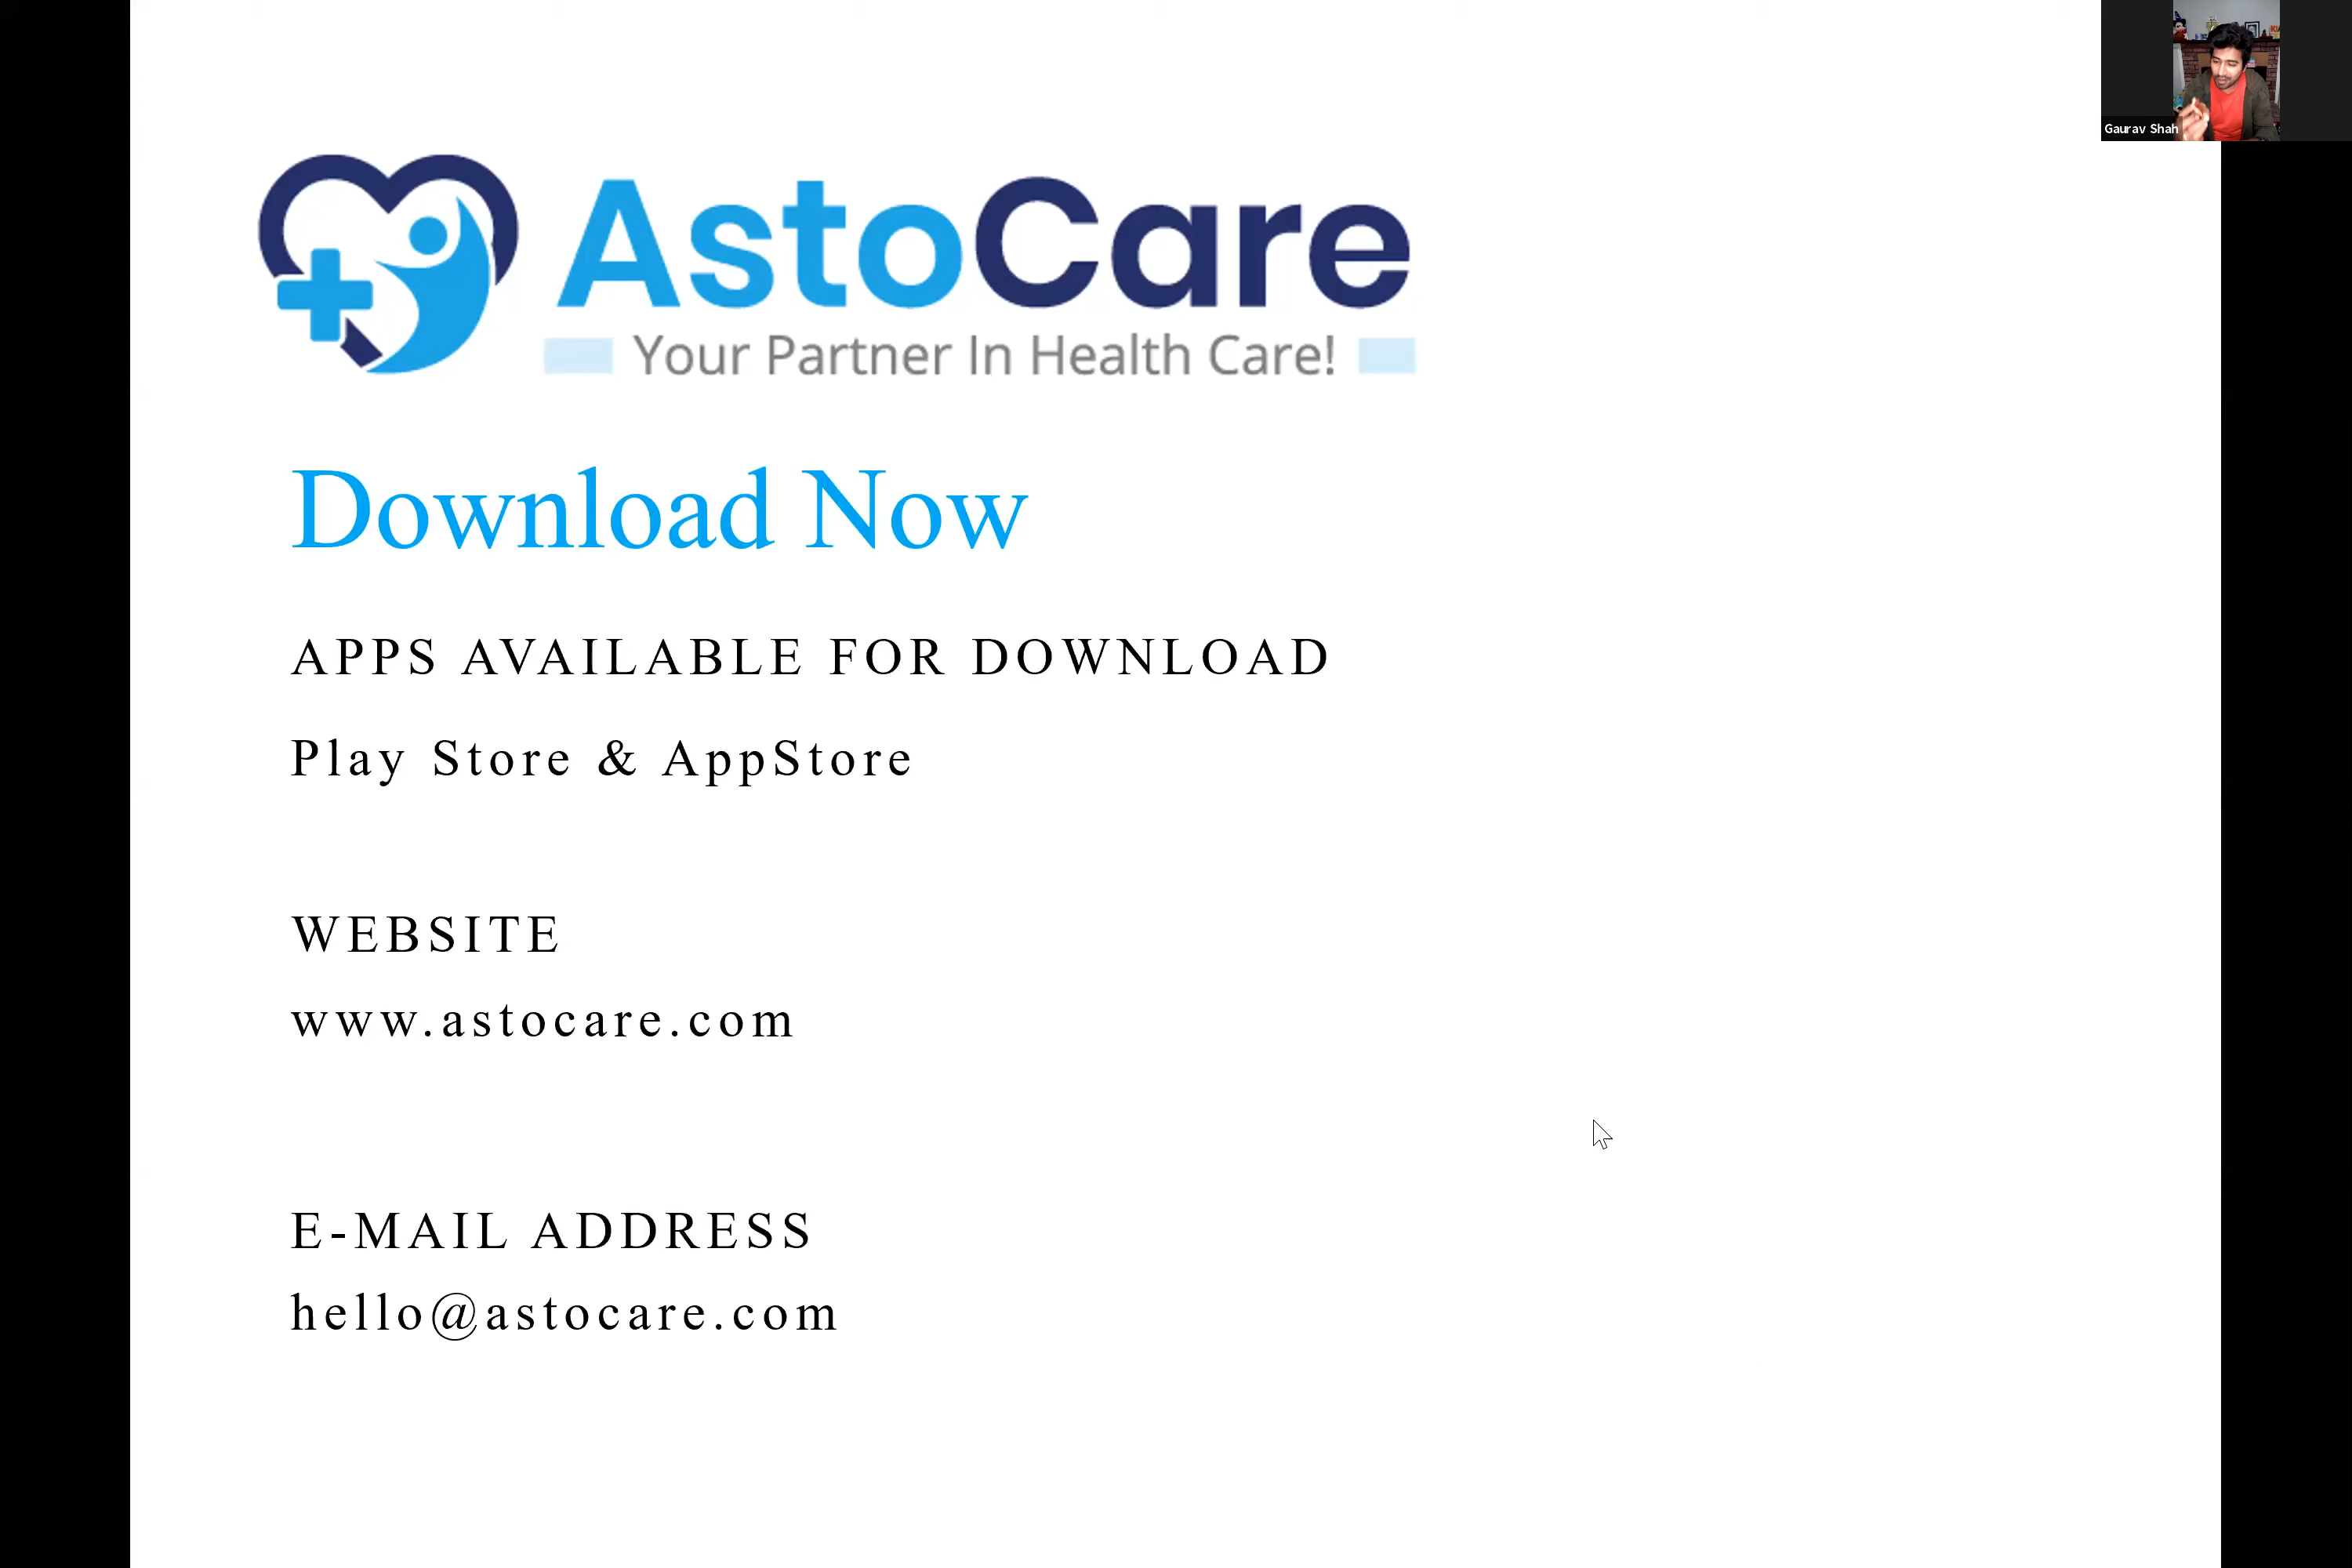 Gaurav Shah
AstoCare
Your Partner In Health Care!
Download Now
APPS AVAILABLE FOR DOWNLOAD
Play Store & AppStore
WEBSITE
www.astocare.com
E-MAIL ADDRESS
hello@astocare.com